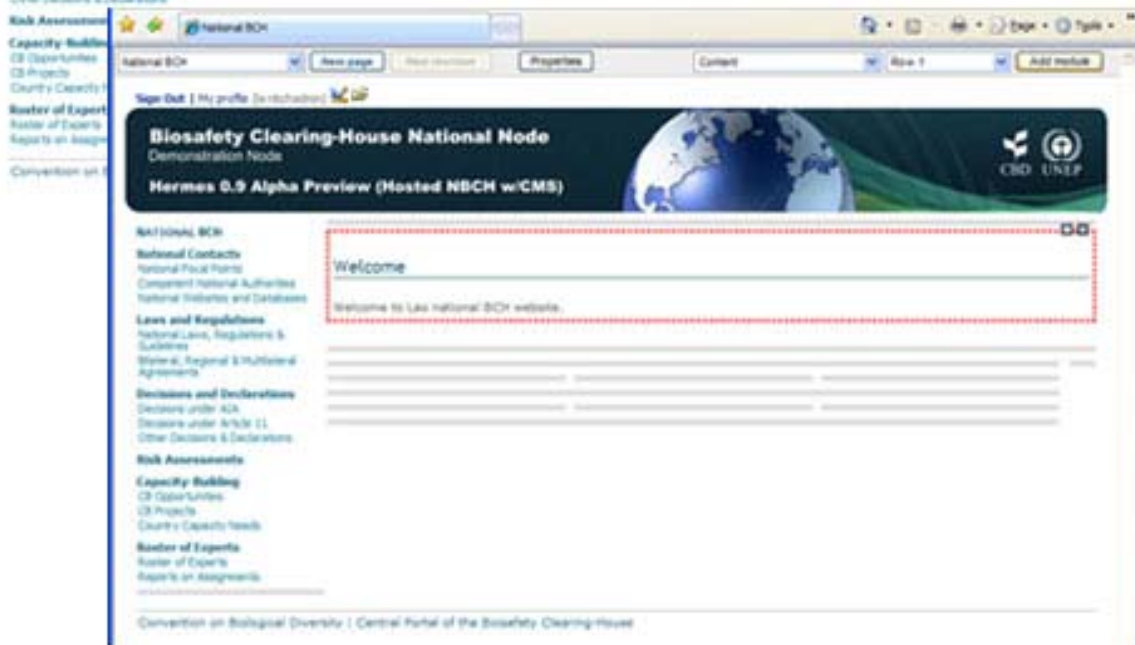 Risk Assessmen
Capacity-Buildin
CB Opportunities
CB Projects
Country Capacity
Roster of Expert
Roster of Experts
Reports on Assign
Convention on
National BCH
Page
Tools
National BCH
New page
Properties
Content
Row 1
Add module
Sign Out | My profile
Biosafety Clearing-House National Node
Demonstration Node
Hermes 0.9 Alpha Preview (Hosted NBCH w/CMS)
CBD UNEP
NATIONAL BCH
National Contacts
National Focal Points
Competent National Authorities
National Websites and Databases
Laws and Regulations
National Laws, Regulations &
Guidelines
Bilateral, Regional & Multilateral
Agreements
Decisions and Declarations
Decisions under AIA
Decisions under Article 11
Other Decisions & Declarations
Risk Assessments
Capacity-Building
CB Opportunities
CB Projects
Country Capacity Needs
Roster of Experts
Roster of Experts
Reports on Assignments
Welcome
Welcome to Lao national BCH website.
Convention on Biological Diversity | Central Portal of the Biosafety Clearing-House